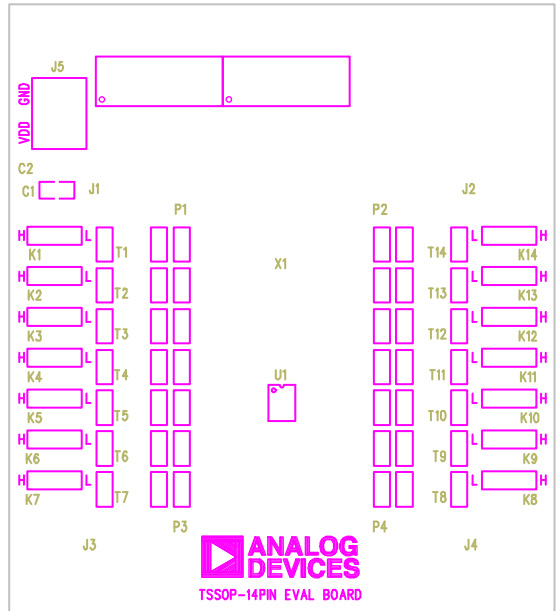 J5
GND
VDD
C2
C1
J1
J2
P1
P2
H L H
K1 T1 T14 K14
X1
H L L H
K2 T2 T13 K13
H L L H
K3 T3 T12 K12
H L L H
K4 T4 T11 K11
U1
H L L H
K5 T5 T10 K10
H L L H
K6 T6 T9 K9
H L L H
K7 T7 T8 K8
P3 P4
J3 J4
ANALOG
DEVICES
TSSOP-14PIN EVAL BOARD